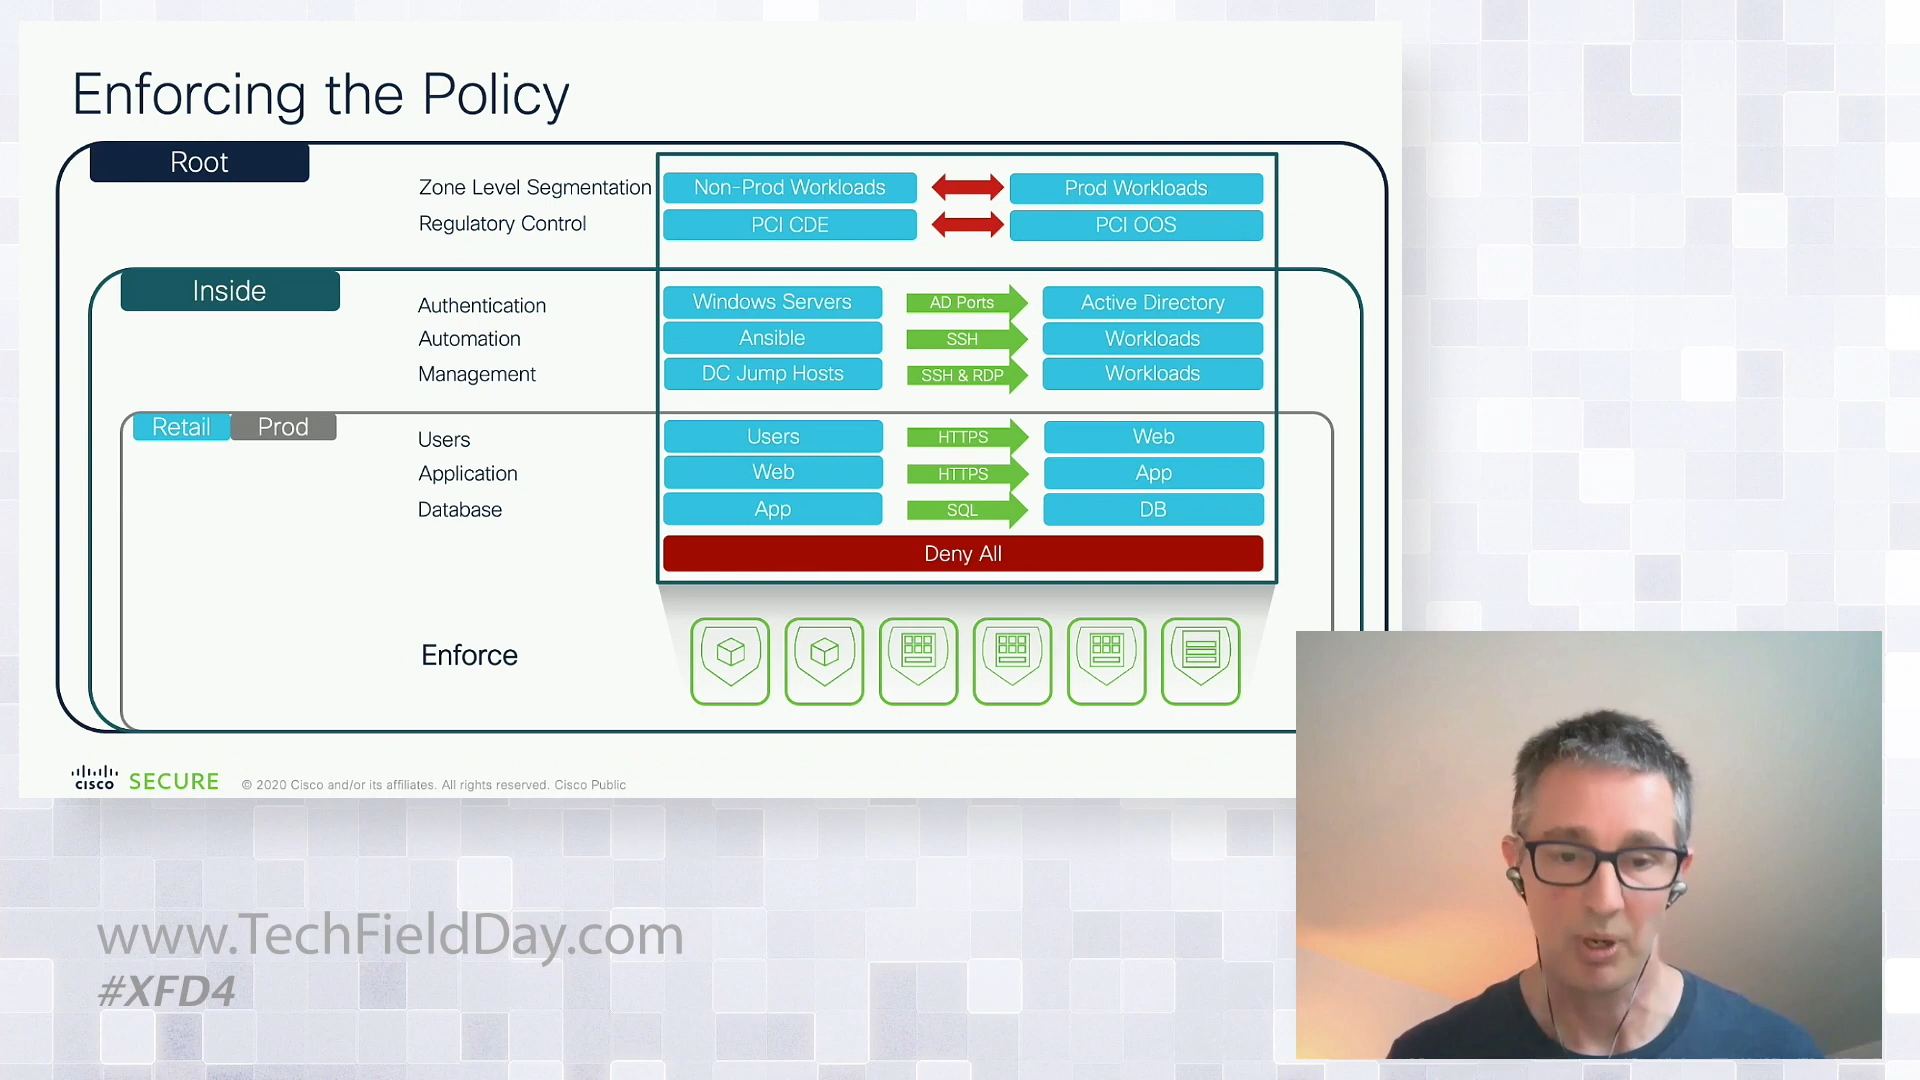 Enforcing the Policy
Root
Zone Level Segmentation Non-Prod Workloads Prod Workloads
Regulatory Control PCI CDE PCI OOS
Inside
Authentication Windows Servers AD Ports Active Directory
Automation Ansible SSH Workloads
Management DC Jump Hosts SSH & RDP Workloads
Retail Prod
Users Users HTTPS Web
Application Web HTTPS App
Database App SQL DB
Deny All
Enforce
cisco SECURE © 2020 Cisco and/or its affiliates. All rights reserved. Cisco Public
www.TechFieldDay.com
#XFD4